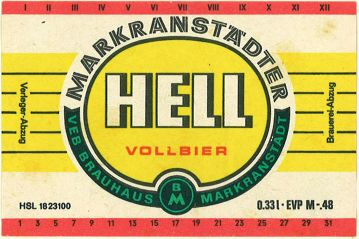 I II III IV V VI VII VIII IX X XI XII
MARKRANSTÄDTER
HELL
VOLLBIER
VEB BRAUHAUS MARKRANSTÄDT
B
M
Verleger-Abzug
Brauerei-Abzug
HSL 1823100
0.33 l · EVP M -.48
1 3 5 7 9 11 13 15 17 19 21 23 25 27 29 31